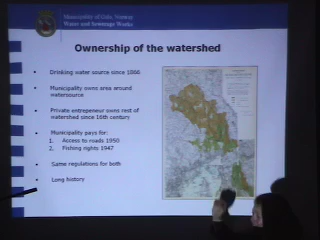 Municipality of Oslo, Norway
Water and Sewerage Works
Ownership of the watershed
• Drinking water source since 1866
• Municipality owns area around
watersource
• Private entrepeneur owns rest of
watershed since 16th century
• Municipality pays for:
1. Access to roads 1950
2. Fishing rights 1947
• Same regulations for both
• Long history